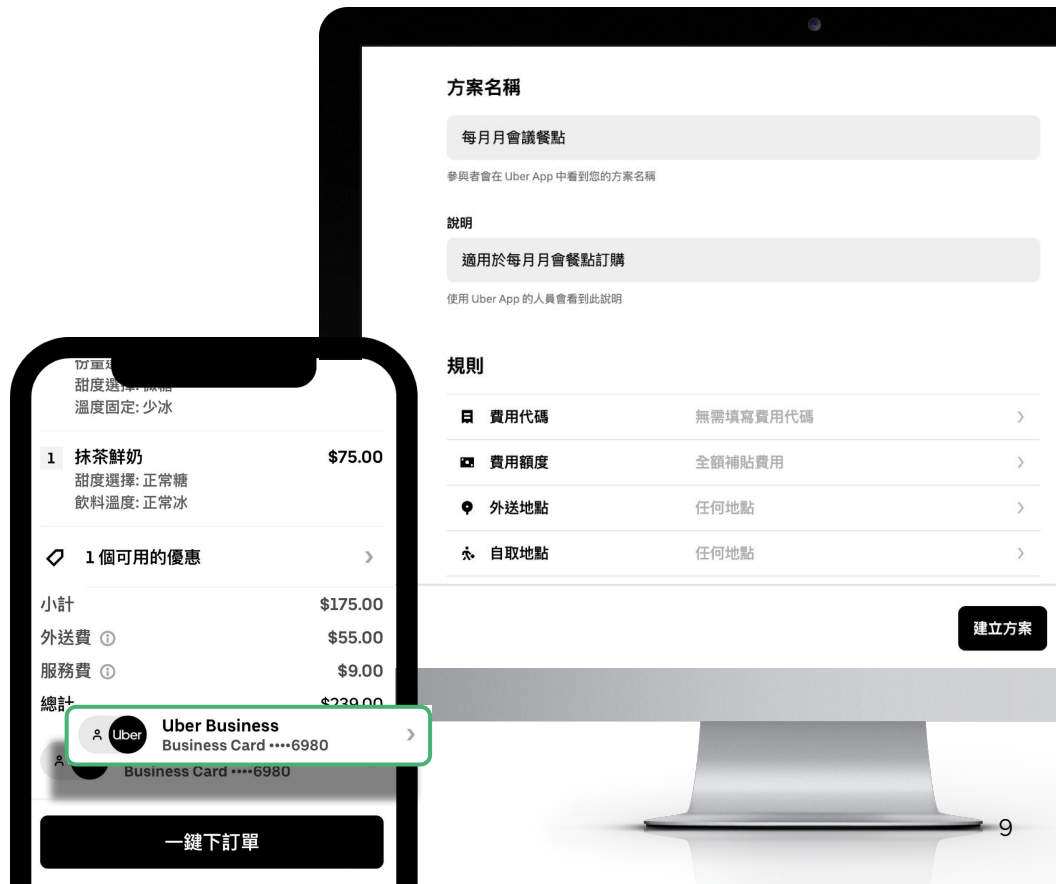 方案名稱
每月月會議餐點
參與者會在 Uber App 中看到您的方案名稱
說明
適用於每月月會餐點訂購
使用 Uber App 的人員會看到此說明
規則
費用代碼 無需填寫費用代碼
費用額度 全額補貼費用
外送地點 任何地點
自取地點 任何地點
建立方案
甜度選擇: 微糖
溫度固定: 少冰
1 抹茶鮮奶 $75.00
甜度選擇: 正常糖
飲料溫度: 正常冰
1 個可用的優惠
小計 $175.00
外送費 $55.00
服務費 $9.00
總計 $239.00
Uber Uber Business
Business Card ····6980
Business Card ····6980
一鍵下訂單
9